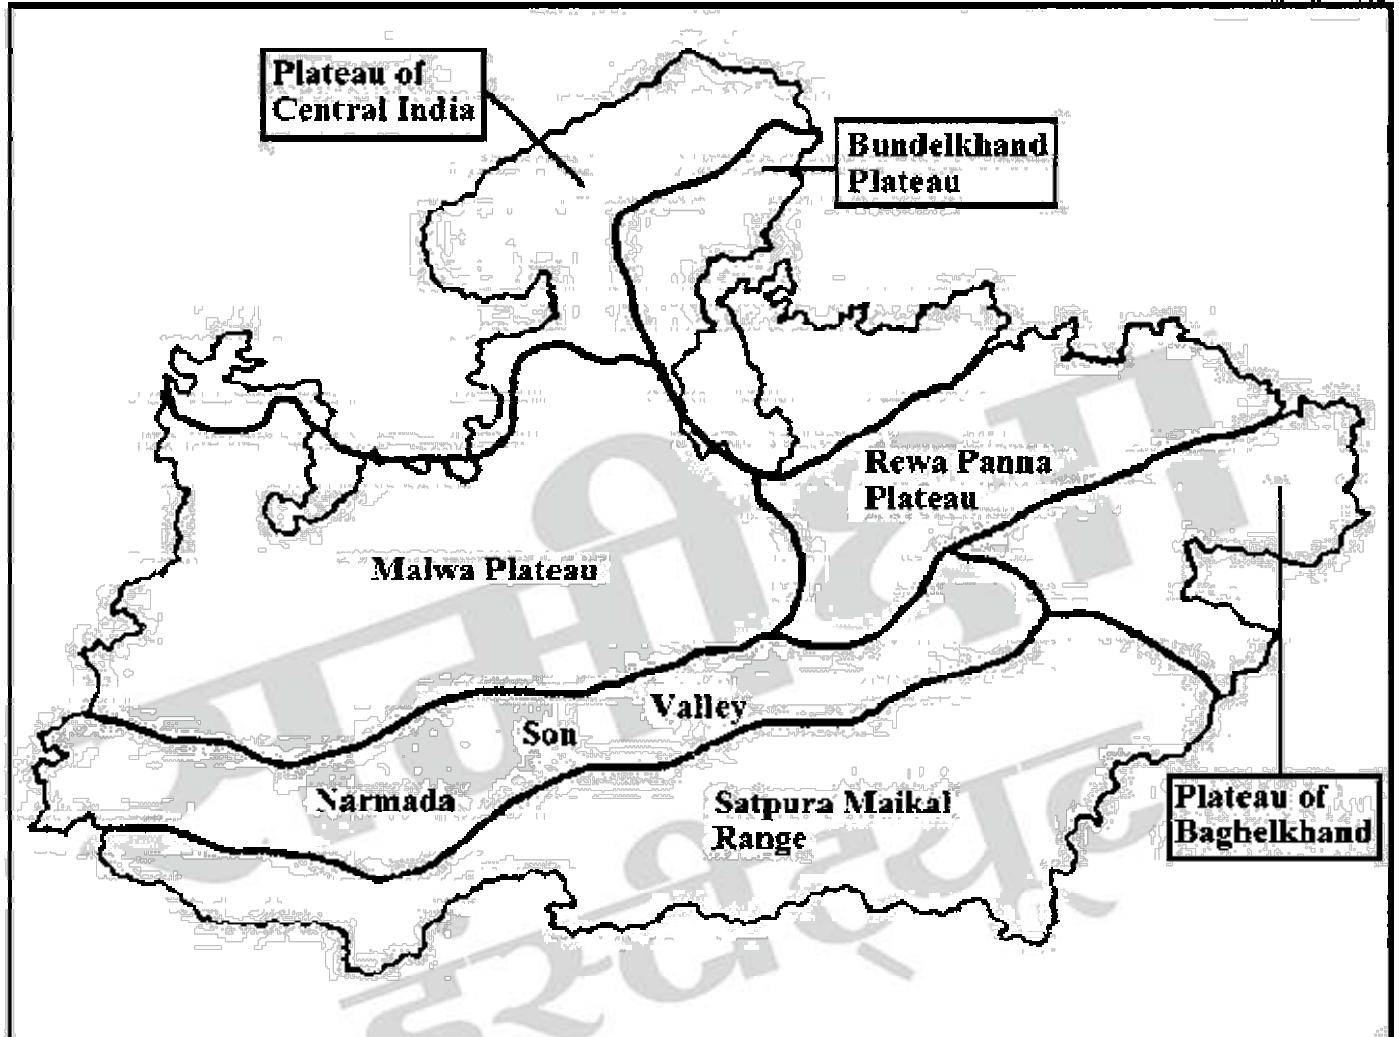 Plateau of
Central India
Bundelkhand
Plateau
Rewa Panna
Plateau
Malwa Plateau
Valley
Son
Narmada
Satpura Maikal
Range
Plateau of
Baghelkhand